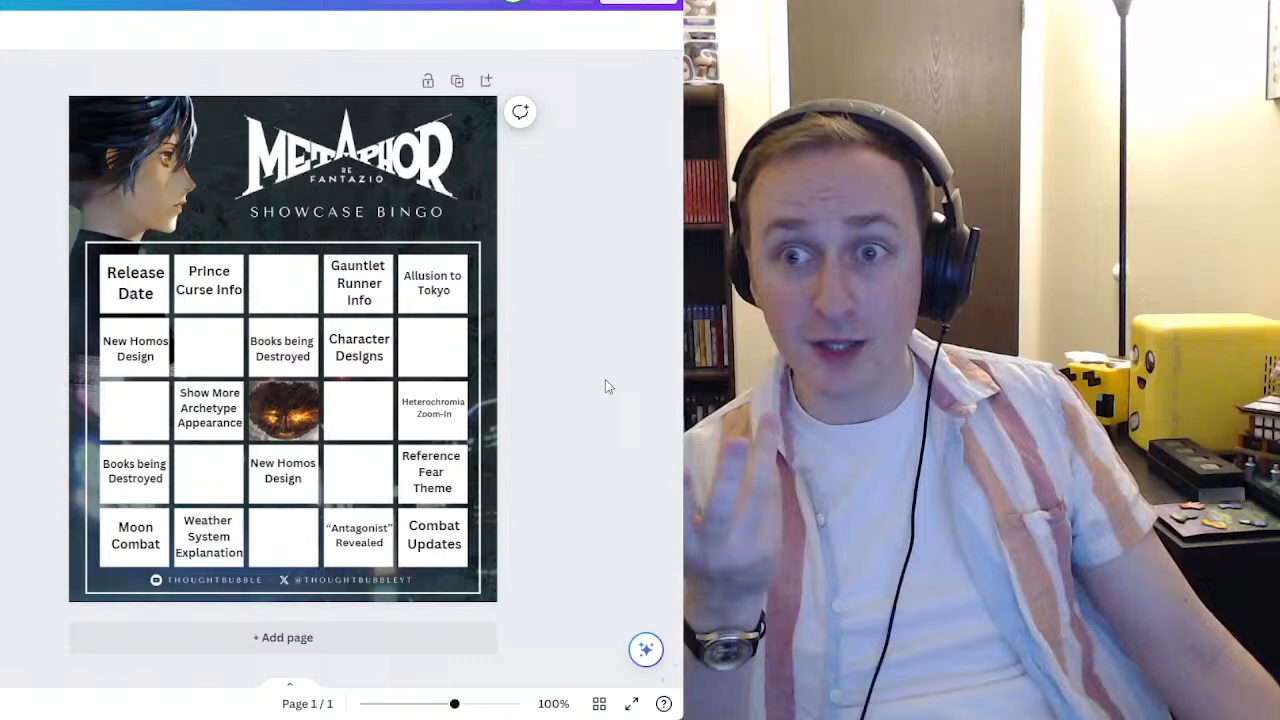 METAPHOR
RE
FANTAZIO
SHOWCASE BINGO
Release
Date
Prince
Curse Info
Gauntlet
Runner
Info
Allusion to
Tokyo
New Homos
Design
Books being
Destroyed
Character
Designs
Show More
Archetype
Appearance
Heterochromia
Zoom-In
Books being
Destroyed
New Homos
Design
Reference
Fear
Theme
Moon
Combat
Weather
System
Explanation
“Antagonist”
Revealed
Combat
Updates
THOUGHTBUBBLE @THOUGHTBUBBLEYT
+ Add page
Page 1 / 1
100%
?